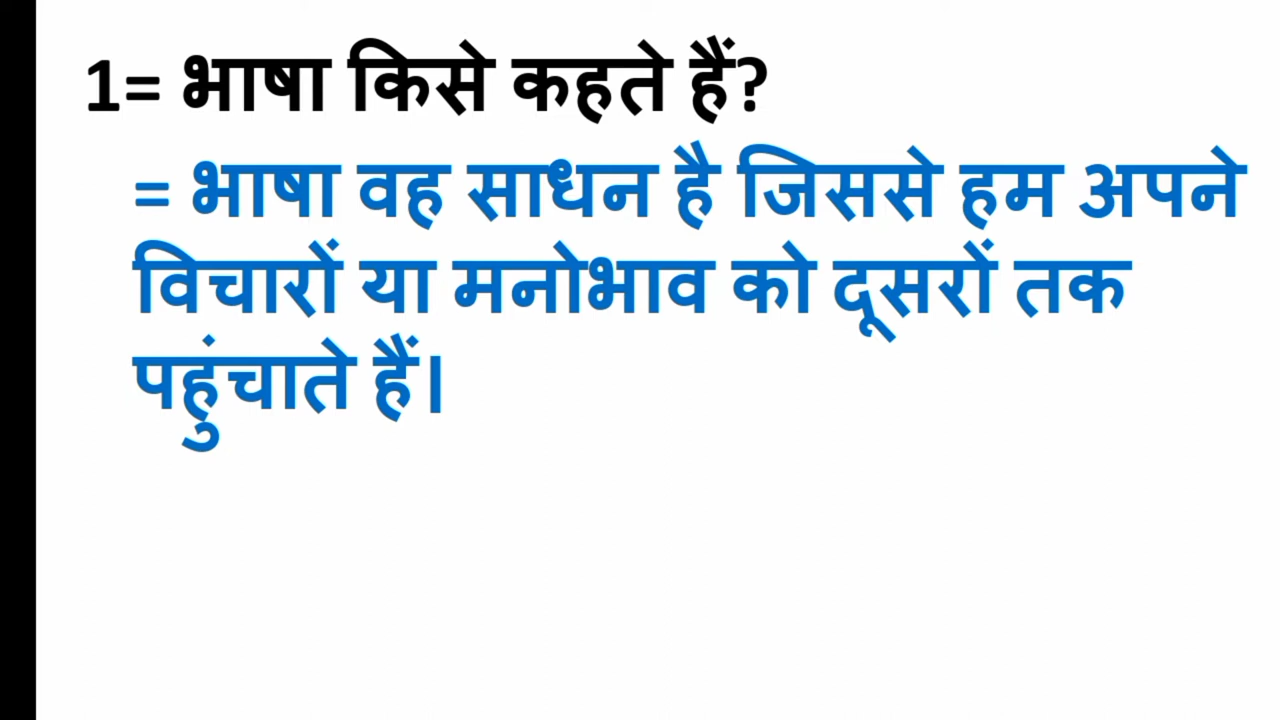 1= भाषा किसे कहते हैं?
= भाषा वह साधन है जिससे हम अपने
विचारों या मनोभाव को दूसरों तक
पहुंचाते हैं।